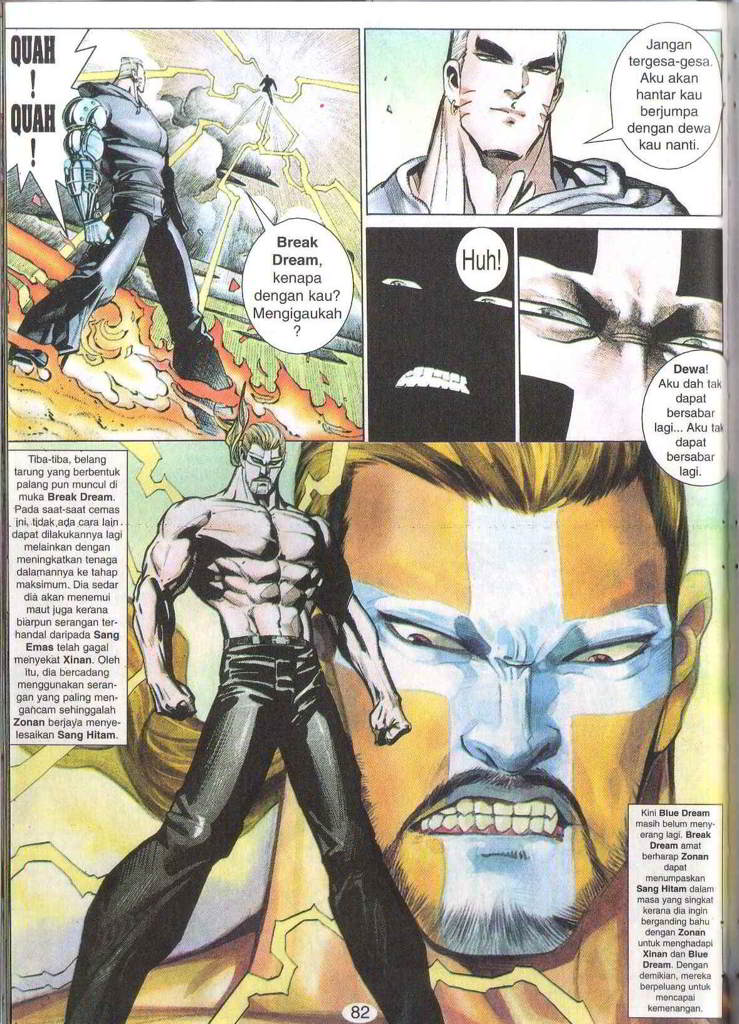 QUAH
!
QUAH
!
Break
Dream,
kenapa
dengan kau?
Mengigaukah
?
Jangan
tergesa-gesa.
Aku akan
hantar kau
berjumpa
dengan dewa
kau nanti.
Huh!
Dewa!
Aku dah tak
dapat
bersabar
lagi... Aku tak
dapat
bersabar
lagi.
Tiba-tiba, belang
tarung yang berbentuk
palang pun muncul di
muka Break Dream.
Pada saat-saat cemas
ini, tidak ada cara lain
dapat dilakukannya lagi
melainkan dengan
meningkatkan tenaga
dalamannya ke tahap
maksimum. Dia sedar
dia akan menemui
maut juga kerana
biarpun serangan ter-
handal daripada Sang
Emas telah gagal
menyekat Xinan. Oleh
itu, dia bercadang
menggunakan seran-
gan yang paling men-
gancam sehinggalah
Zonan berjaya menye-
lesaikan Sang Hitam.
Kini Blue Dream
masih belum meny-
erang lagi. Break
Dream amat
berharap Zonan
dapat
menumpaskan
Sang Hitam dalam
masa yang singkat
kerana dia ingin
berganding bahu
dengan Zonan
untuk menghadapi
Xinan dan Blue
Dream. Dengan
demikian, mereka
berpeluang untuk
mencapai
kemenangan.
82